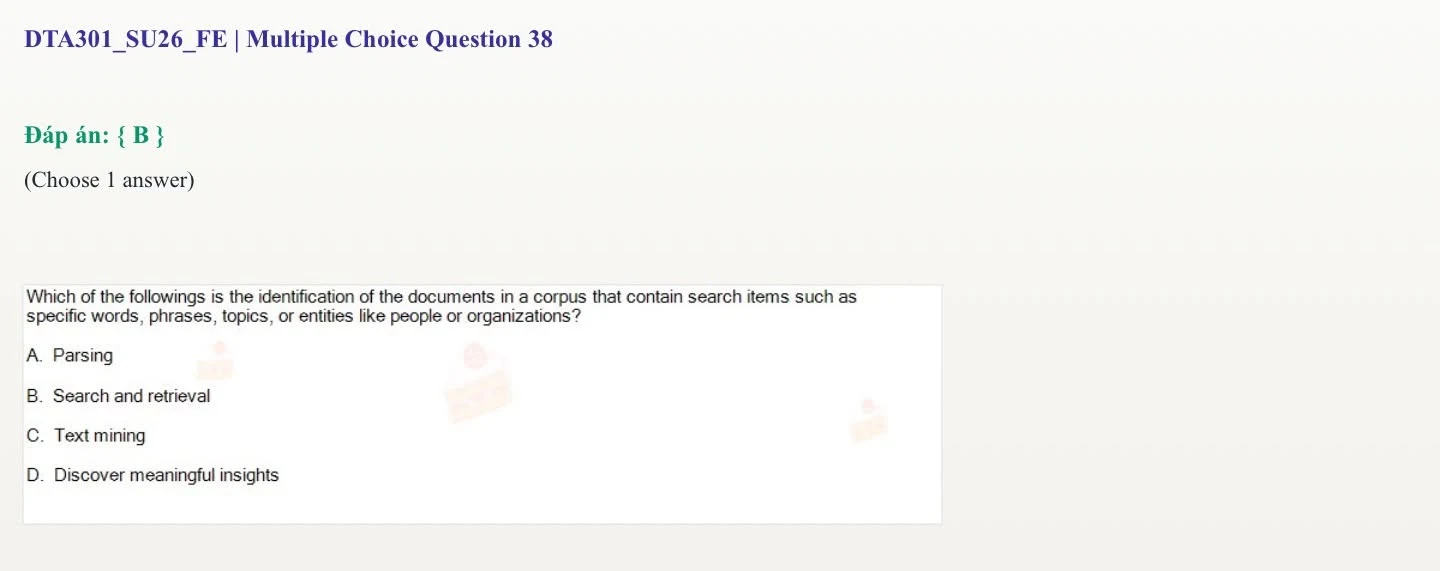 DTA301_SU26_FE | Multiple Choice Question 38
Đáp án: { B }
(Choose 1 answer)
Which of the followings is the identification of the documents in a corpus that contain search items such as
specific words, phrases, topics, or entities like people or organizations?
A. Parsing
B. Search and retrieval
C. Text mining
D. Discover meaningful insights